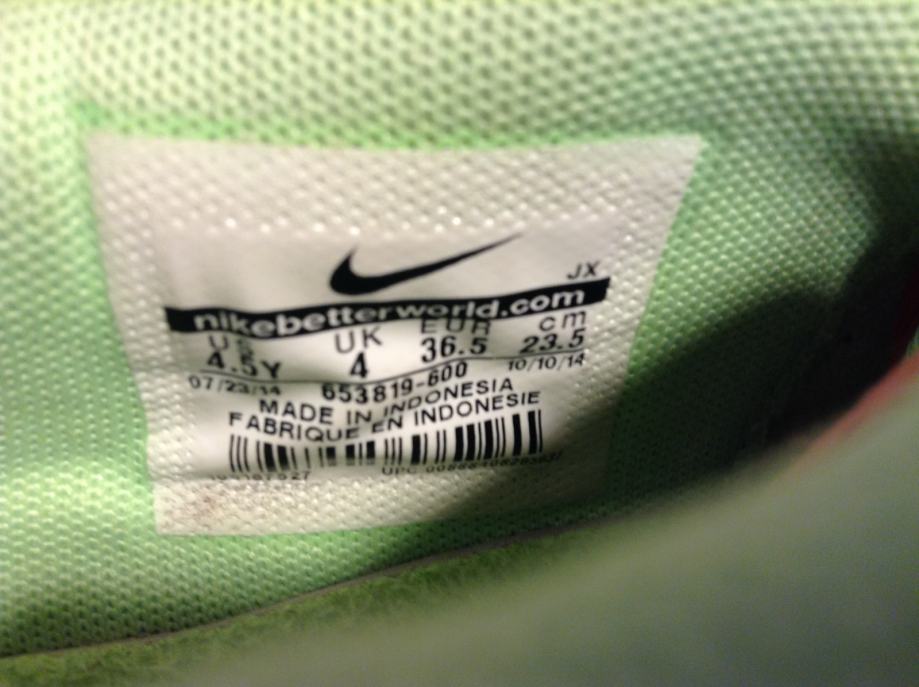 JX
nikebetterworld.com
US UK EUR cm
4.5Y 4 36.5 23.5
07/23/14 653819-600 10/10/14
MADE IN INDONESIA
FABRIQUE EN INDONESIE
UPC